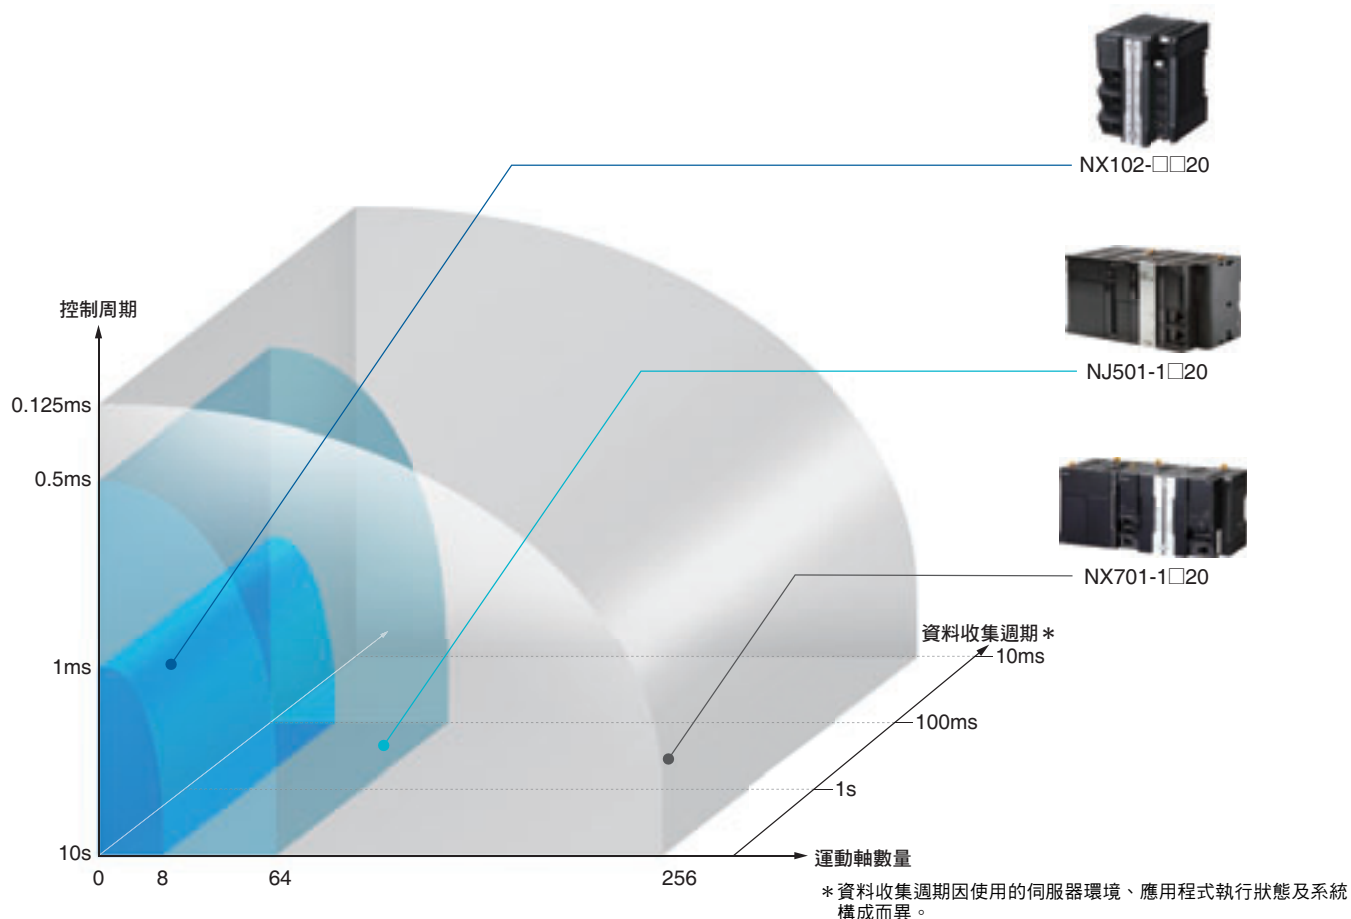 NX102-□□20
控制周期
NJ501-1□20
0.125ms
0.5ms
NX701-1□20
資料收集週期＊
10ms
1ms
100ms
1s
10s
運動軸數量
0 8 64 256
＊資料收集週期因使用的伺服器環境、應用程式執行狀態及系統
構成而異。